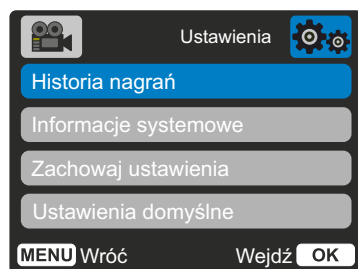 Ustawienia
Historia nagrań
Informacje systemowe
Zachowaj ustawienia
Ustawienia domyślne
MENU Wróć Wejdź OK